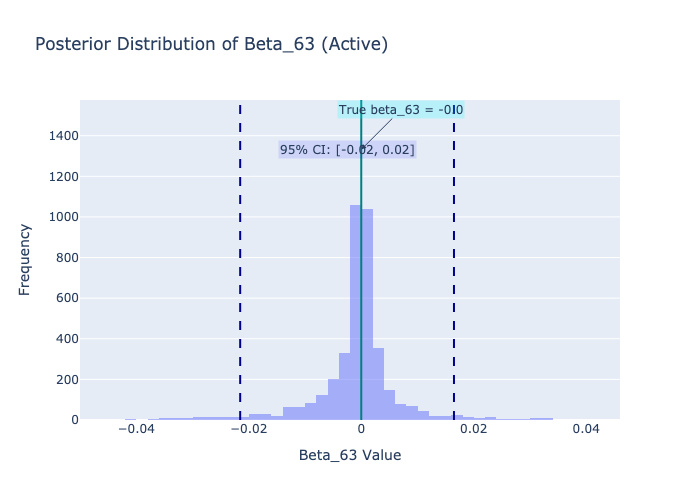 Posterior Distribution of Beta_63 (Active)
True beta_63 = -0.0
95% CI: [-0.02, 0.02]
1400
1200
1000
800
600
400
200
0
Frequency
−0.04
−0.02
0
0.02
0.04
Beta_63 Value